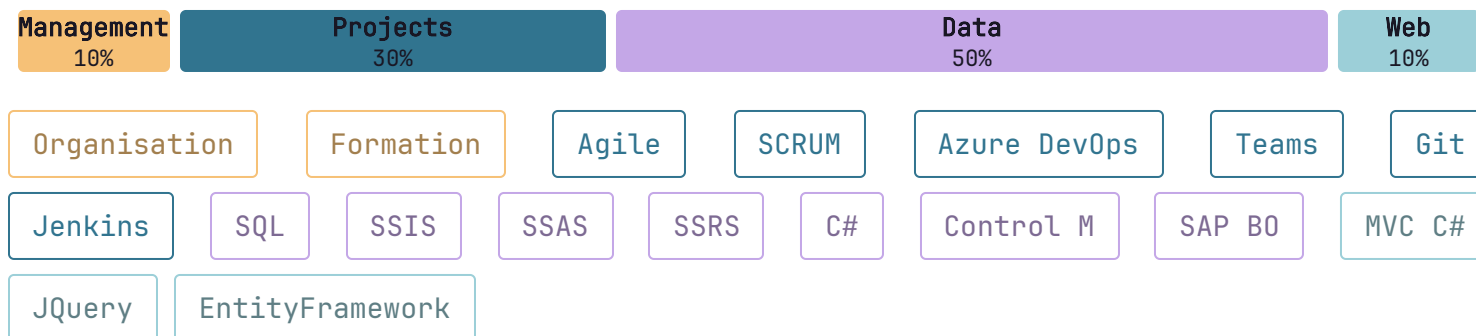 Management Projects Data Web
10% 30% 50% 10%
Organisation Formation Agile SCRUM Azure DevOps Teams Git
Jenkins SQL SSIS SSAS SSRS C# Control M SAP BO MVC C#
JQuery EntityFramework